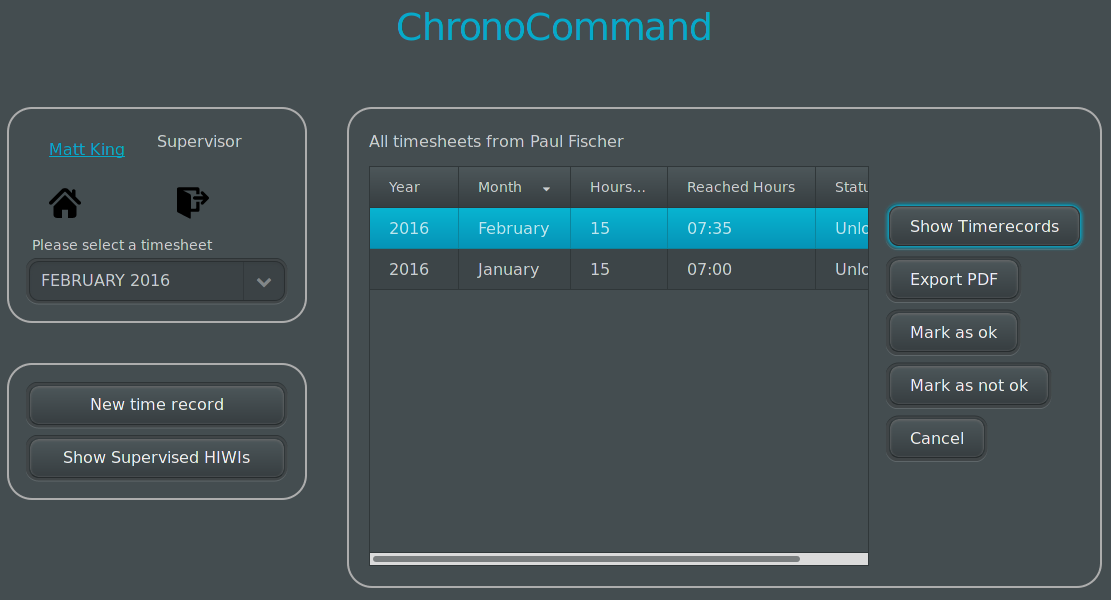 ChronoCommand
Matt King
Supervisor
Please select a timesheet
FEBRUARY 2016
New time record
Show Supervised HIWIs
All timesheets from Paul Fischer
Year Month Hours... Reached Hours Statu
2016 February 15 07:35 Unlo
2016 January 15 07:00 Unlo
Show Timerecords
Export PDF
Mark as ok
Mark as not ok
Cancel